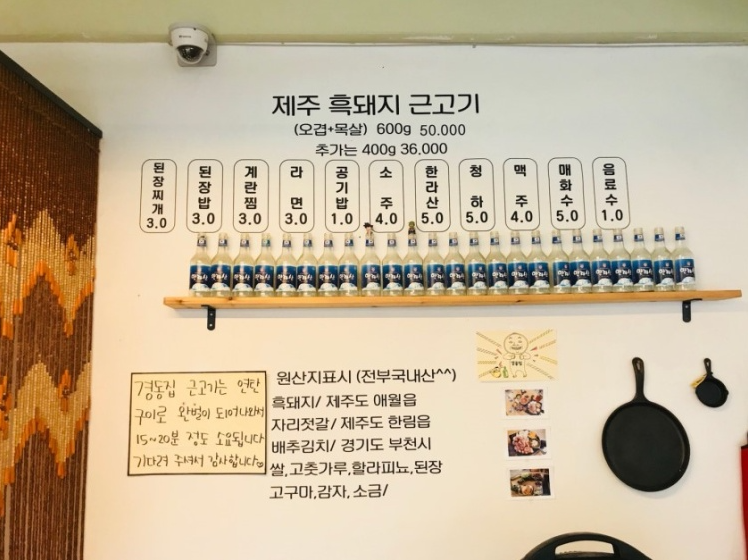 제주 흑돼지 근고기
(오겹+목살) 600g 50.000
추가는 400g 36,000
된장찌개 3.0
된장밥 3.0
계란찜 3.0
라면 3.0
공기밥 1.0
소주 4.0
한라산 5.0
청하 5.0
맥주 4.0
매화수 5.0
음료수 1.0
경동집 근고기는 연탄
구이로 완벌이 되어나와서
15~20분 정도 소요됩니다
기다려 주셔서 감사합니다
원산지표시 (전부국내산^^)
흑돼지/ 제주도 애월읍
자리젓갈/ 제주도 한림읍
배추김치/ 경기도 부천시
쌀,고춧가루,할라피뇨,된장
고구마,감자, 소금/